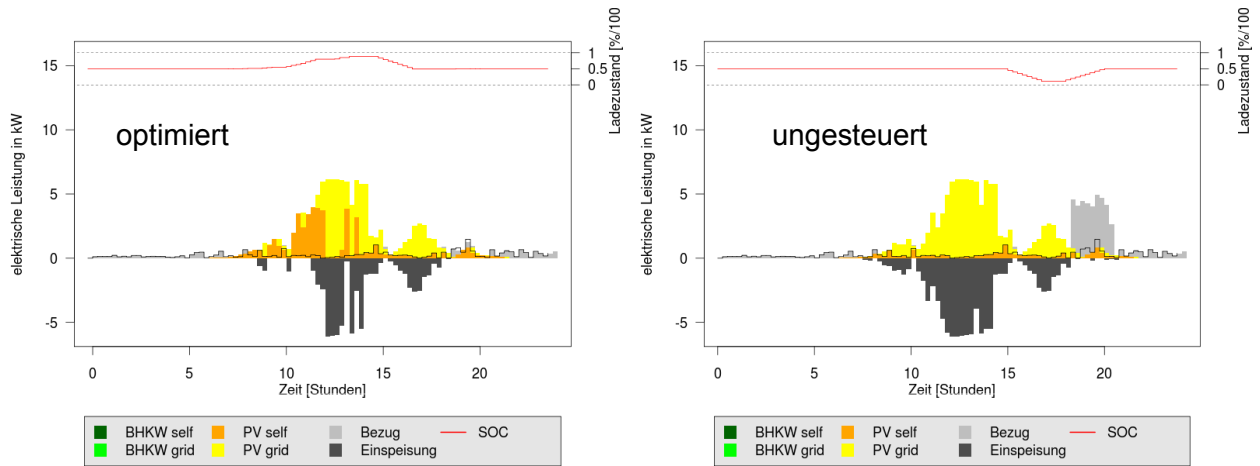 optimiert
elektrische Leistung in kW
15
10
5
0
-5
1
0.5
0
Ladezustand [%/100
0 5 10 15 20
Zeit [Stunden]
BHKW self PV self Bezug SOC
BHKW grid PV grid Einspeisung
ungesteuert
elektrische Leistung in kW
15
10
5
0
-5
1
0.5
0
Ladezustand [%/100
0 5 10 15 20
Zeit [Stunden]
BHKW self PV self Bezug SOC
BHKW grid PV grid Einspeisung